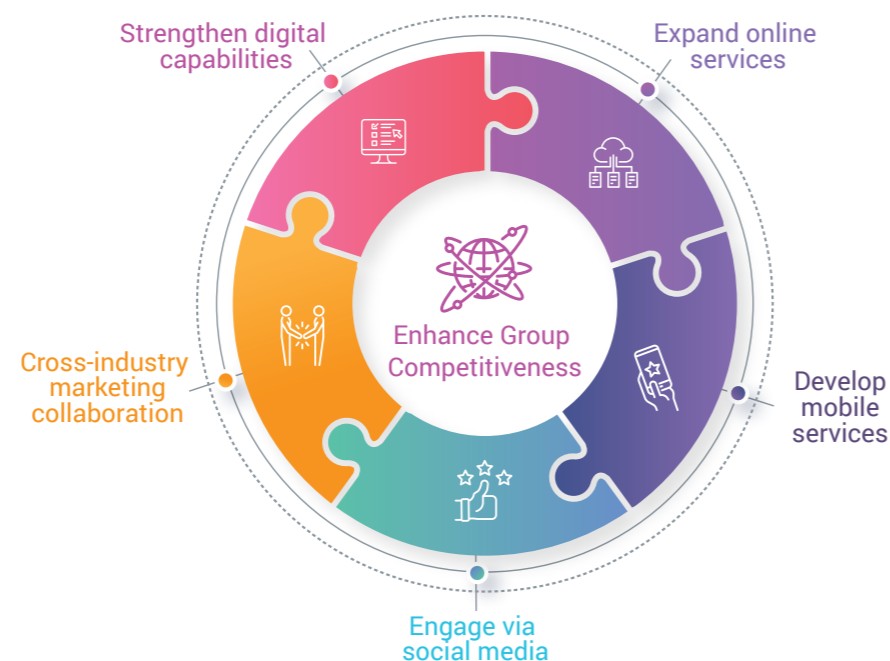 Strengthen digital
capabilities
Expand online
services
Enhance Group
Competitiveness
Cross-industry
marketing
collaboration
Develop
mobile
services
Engage via
social media